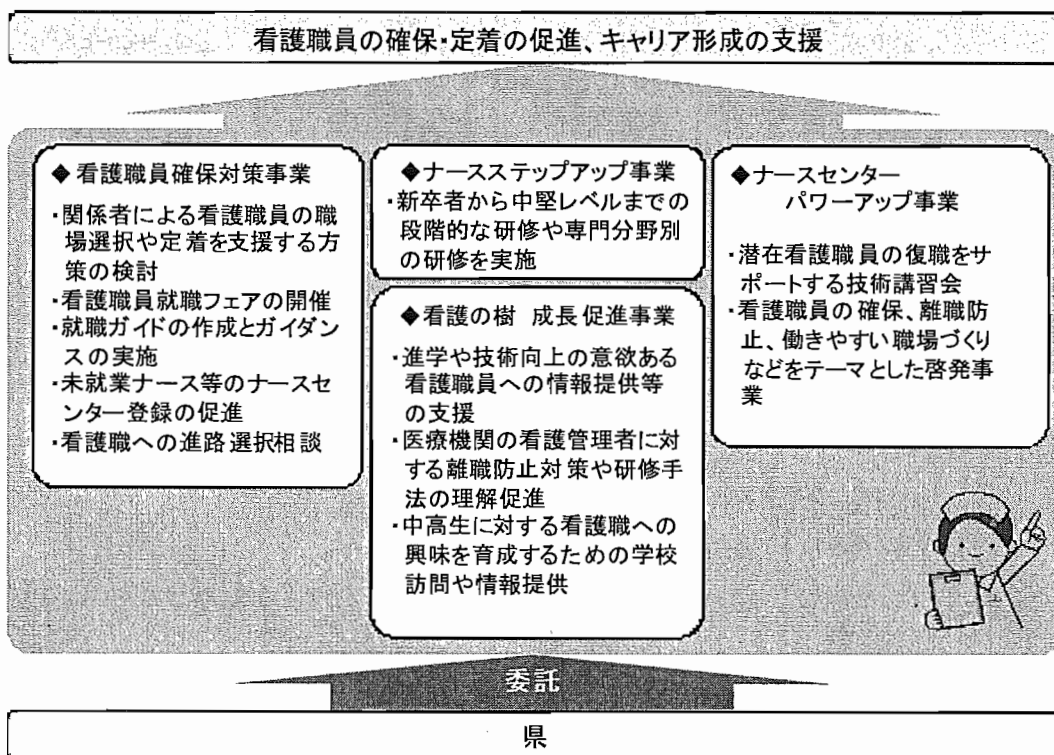 看護職員の確保・定着の促進、キャリア形成の支援
◆看護職員確保対策事業
・関係者による看護職員の職
場選択や定着を支援する方
策の検討
・看護職員就職フェアの開催
・就職ガイドの作成とガイダン
スの実施
・未就業ナース等のナースセ
ンター登録の促進
・看護職への進路選択相談
◆ナースステップアップ事業
・新卒者から中堅レベルまでの
段階的な研修や専門分野別
の研修を実施
◆看護の樹 成長促進事業
・進学や技術向上の意欲ある
看護職員への情報提供等
の支援
・医療機関の看護管理者に対
する離職防止対策や研修手
法の理解促進
・中高生に対する看護職への
興味を育成するための学校
訪問や情報提供
◆ナースセンター
パワーアップ事業
・潜在看護職員の復職をサ
ポートする技術講習会
・看護職員の確保、離職防
止、働きやすい職場づくり
などをテーマとした啓発事
業
委託
県